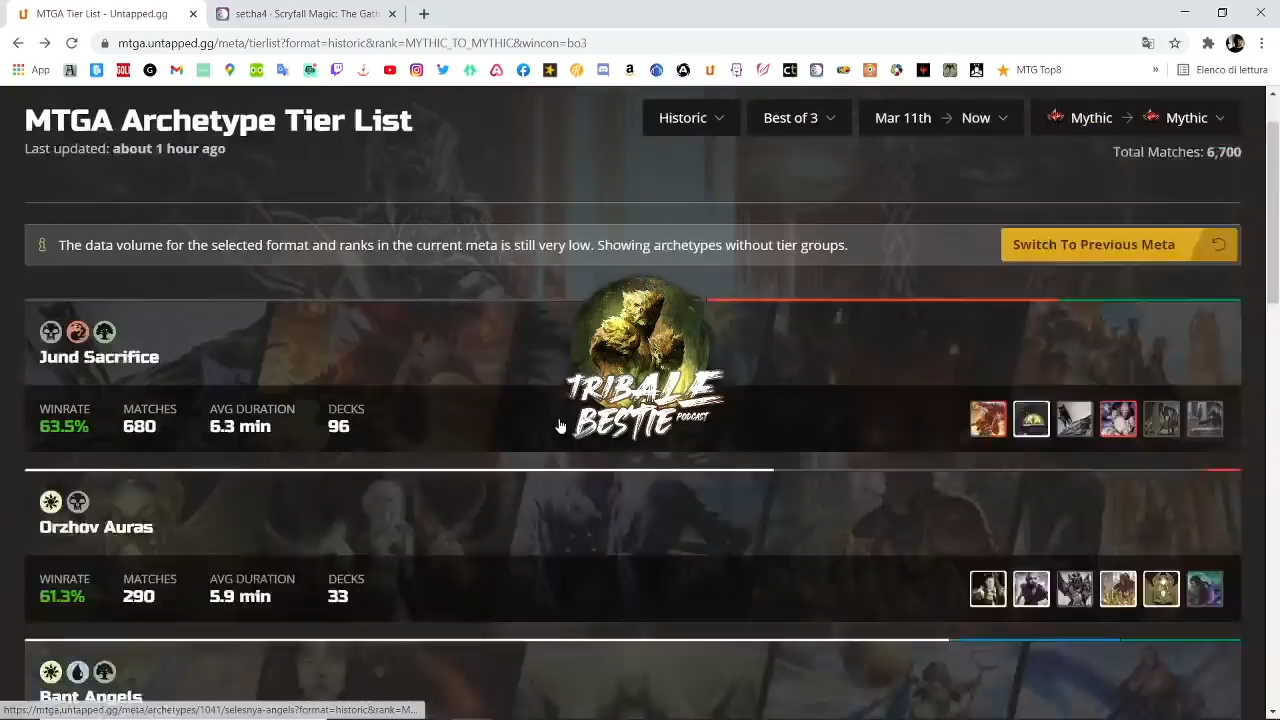 MTGA Tier List - Untapped.gg
set:ha4 - Scryfall Magic: The Gath
mtga.untapped.gg/meta/tierlist?format=historic&rank=MYTHIC_TO_MYTHIC&wincon=bo3
App
MTG Top8
»
Elenco di lettura
MTGA Archetype Tier List
Historic
Best of 3
Mar 11th → Now
Mythic → Mythic
Last updated: about 1 hour ago
Total Matches: 6,700
The data volume for the selected format and ranks in the current meta is still very low. Showing archetypes without tier groups.
Switch To Previous Meta
Jund Sacrifice
TRIBALE
BESTIE PODCAST
WINRATE MATCHES AVG DURATION DECKS
63.5% 680 6.3 min 96
Orzhov Auras
WINRATE MATCHES AVG DURATION DECKS
61.3% 290 5.9 min 33
Bant Angels
https://mtga.untapped.gg/meta/archetypes/1041/selesnya-angels?format=historic&rank=M...